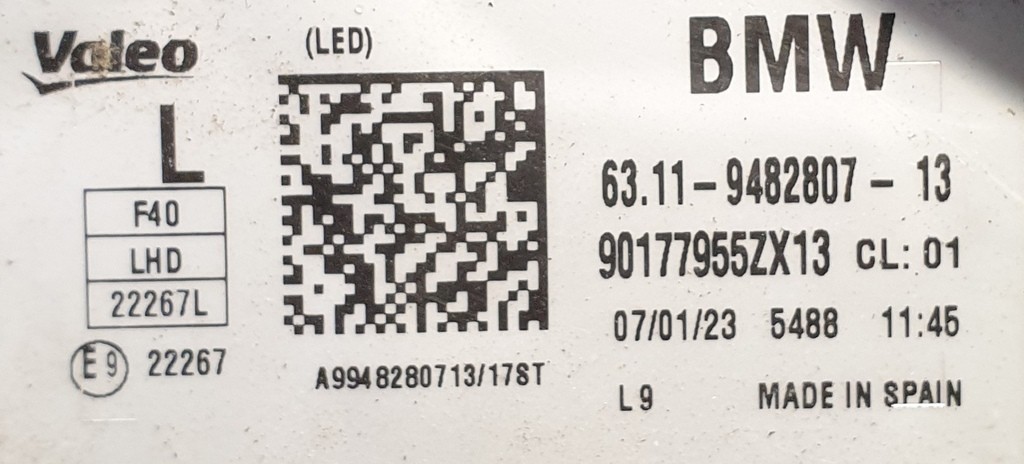 Valeo
(LED)
BMW
L
F40
LHD
22267L
E9 22267
A9948280713/17ST
63.11-9482807-13
90177955ZX13 CL: 01
07/01/23 5488 11:45
L9 MADE IN SPAIN